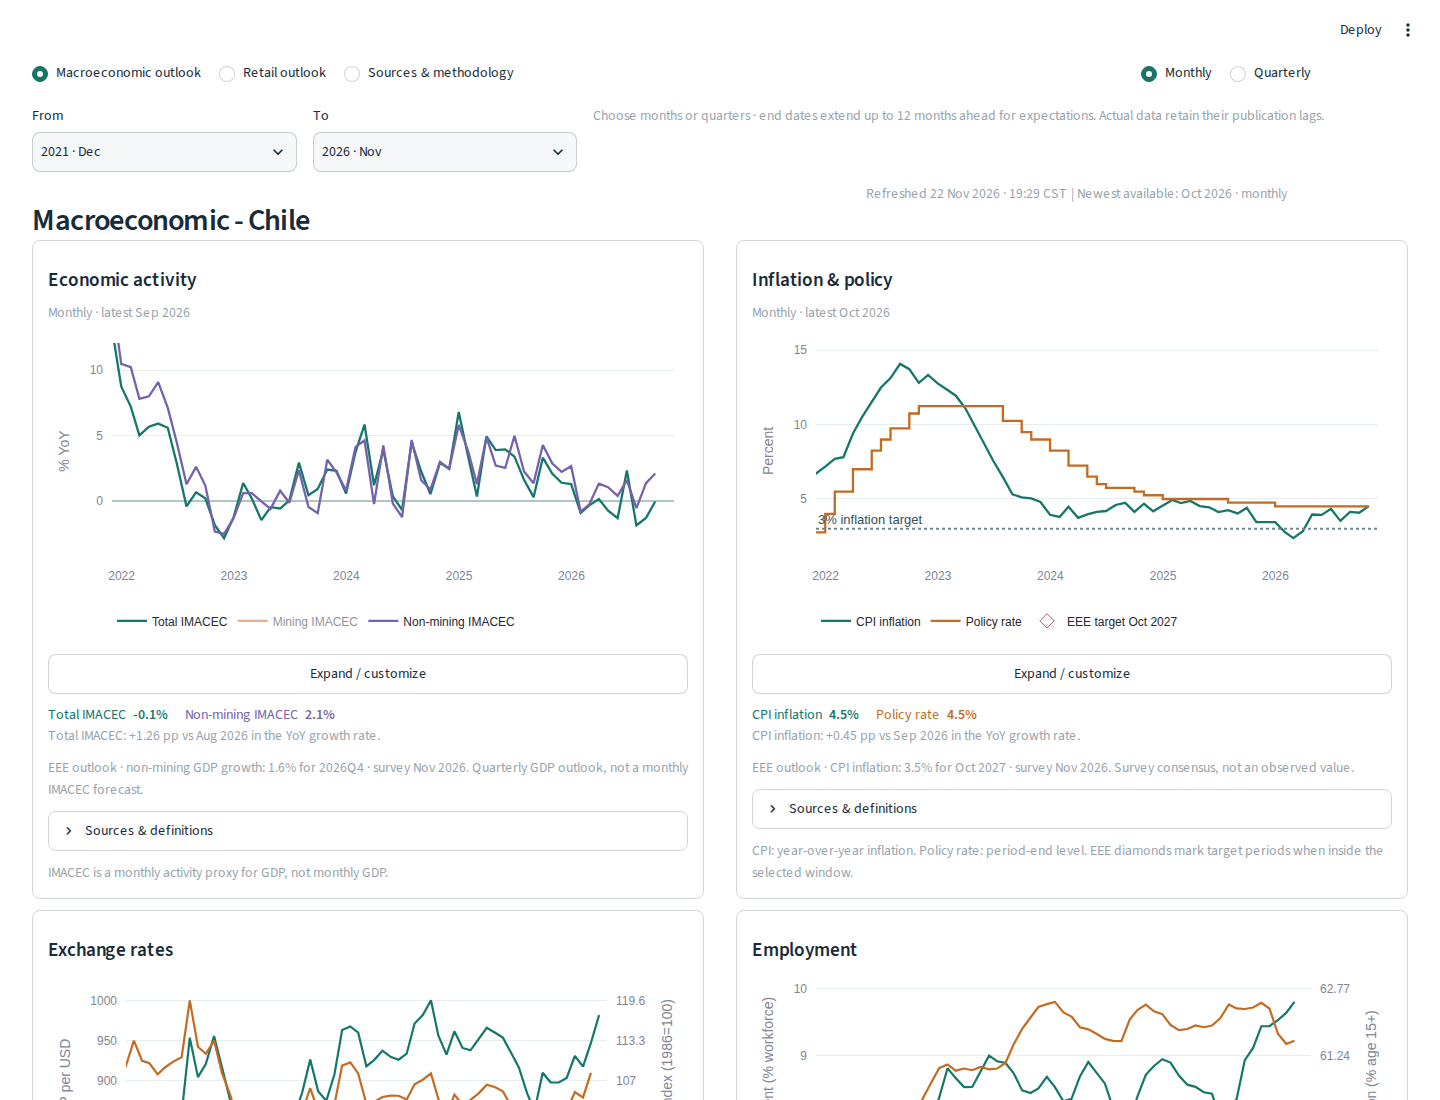 Deploy
Macroeconomic outlook Retail outlook Sources & methodology Monthly Quarterly
From To Choose months or quarters · end dates extend up to 12 months ahead for expectations. Actual data retain their publication lags.
2021 · Dec 2026 · Nov
Refreshed 22 Nov 2026 · 19:29 CST | Newest available: Oct 2026 · monthly
Macroeconomic - Chile
Economic activity
Monthly · latest Sep 2026
% YoY
10
5
0
2022 2023 2024 2025 2026
Total IMACEC Mining IMACEC Non-mining IMACEC
Expand / customize
Total IMACEC -0.1% Non-mining IMACEC 2.1%
Total IMACEC: +1.26 pp vs Aug 2026 in the YoY growth rate.
EEE outlook · non-mining GDP growth: 1.6% for 2026Q4 · survey Nov 2026. Quarterly GDP outlook, not a monthly
IMACEC forecast.
Sources & definitions
IMACEC is a monthly activity proxy for GDP, not monthly GDP.
Inflation & policy
Monthly · latest Oct 2026
Percent
15
10
5
3% inflation target
2022 2023 2024 2025 2026
CPI inflation Policy rate EEE target Oct 2027
Expand / customize
CPI inflation 4.5% Policy rate 4.5%
CPI inflation: +0.45 pp vs Sep 2026 in the YoY growth rate.
EEE outlook · CPI inflation: 3.5% for Oct 2027 · survey Nov 2026. Survey consensus, not an observed value.
Sources & definitions
CPI: year-over-year inflation. Policy rate: period-end level. EEE diamonds mark target periods when inside the
selected window.
Exchange rates
per USD
1000 119.6
950 113.3
900 107
(1986=100)
Employment
(% workforce)
10 62.77
9 61.24
(% age 15+)